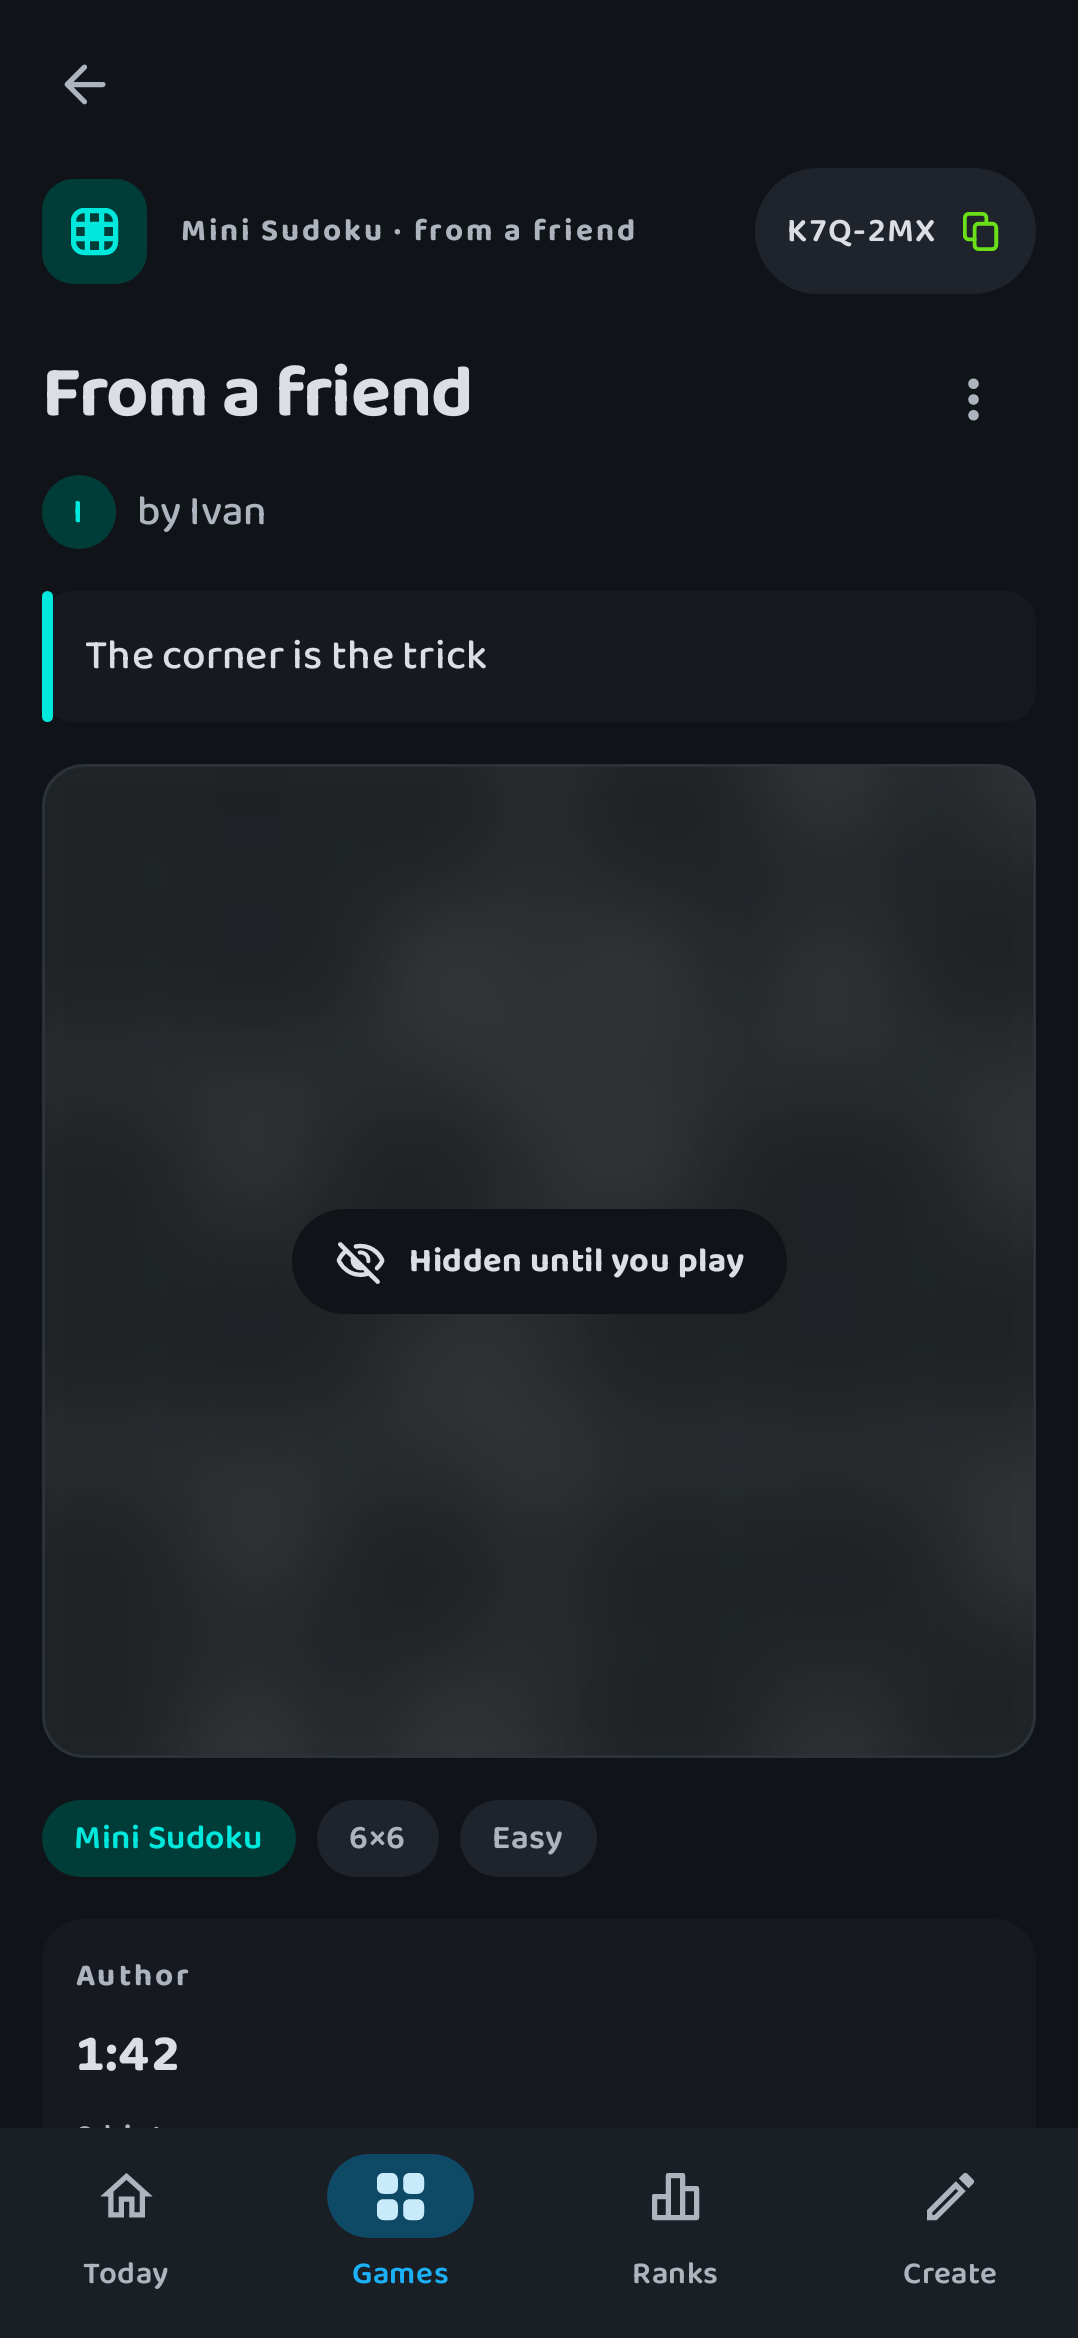 Mini Sudoku · from a friend
K7Q-2MX
From a friend
I
by Ivan
The corner is the trick
Hidden until you play
Mini Sudoku
6×6
Easy
Author
1:42
Today
Games
Ranks
Create